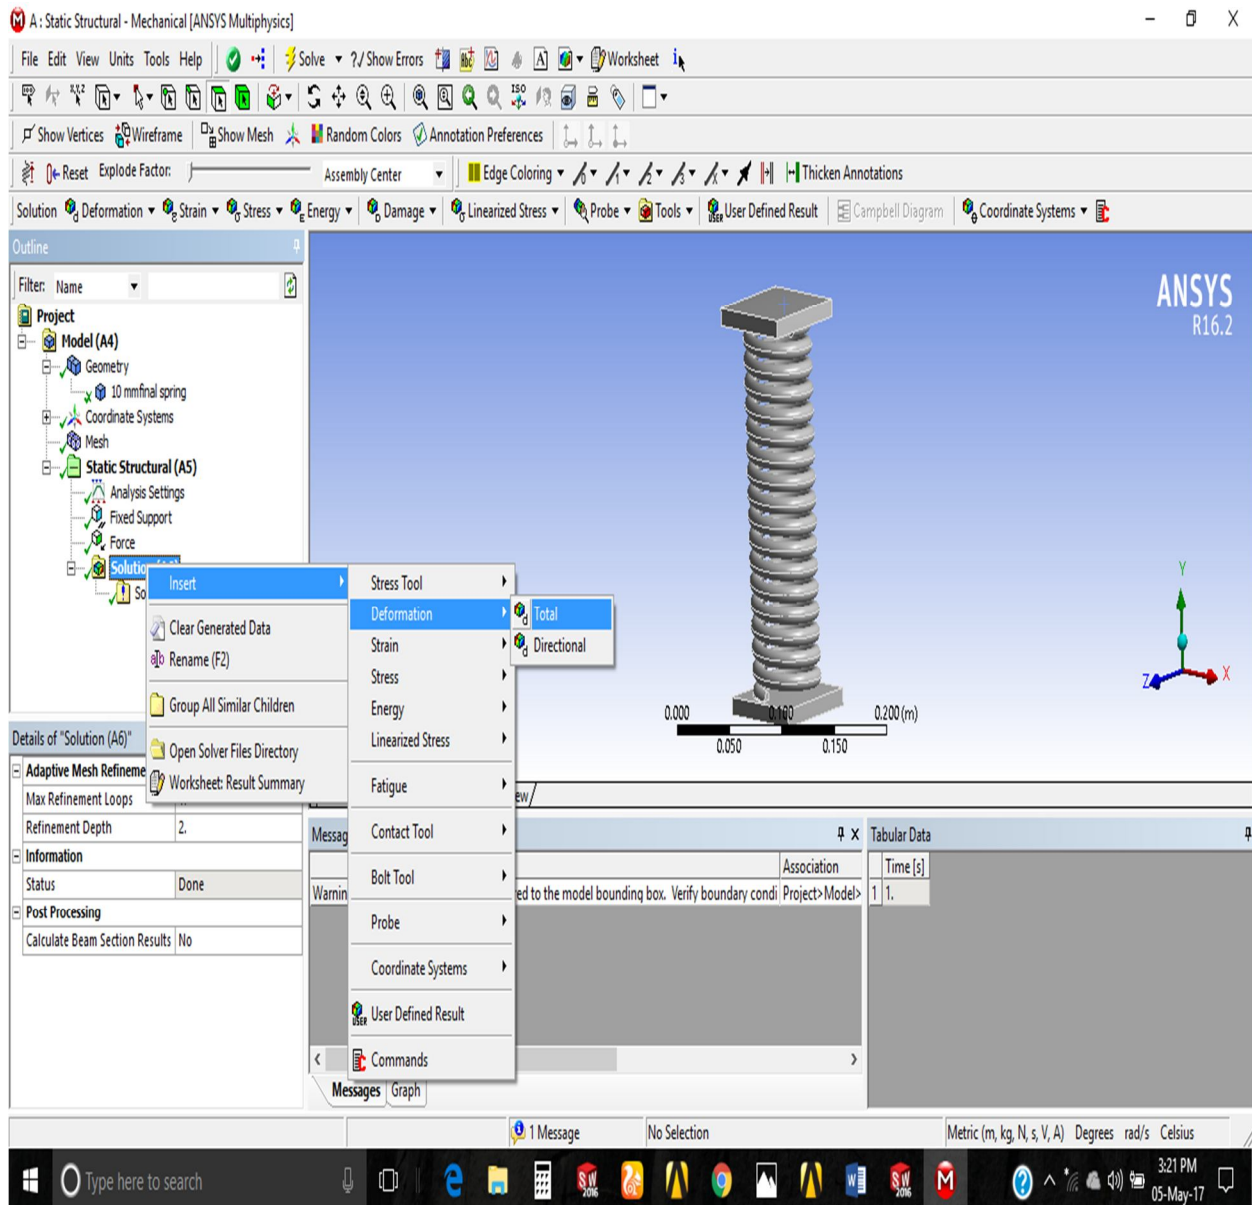 A : Static Structural - Mechanical [ANSYS Multiphysics]
File Edit View Units Tools Help Solve ?✓ Show Errors Worksheet
Show Vertices Wireframe Show Mesh Random Colors Annotation Preferences
Reset Explode Factor: Assembly Center Edge Coloring Thicken Annotations
Solution Deformation Strain Stress Energy Damage Linearized Stress Probe Tools User Defined Result Campbell Diagram Coordinate Systems
Outline
Filter: Name
Project
Model (A4)
Geometry
10 mmfinal spring
Coordinate Systems
Mesh
Static Structural (A5)
Analysis Settings
Fixed Support
Force
Insert
Clear Generated Data
Rename (F2)
Group All Similar Children
Open Solver Files Directory
Worksheet: Result Summary
Stress Tool
Deformation
Strain
Stress
Energy
Linearized Stress
Fatigue
Contact Tool
Bolt Tool
Probe
Coordinate Systems
User Defined Result
Commands
Total
Directional
ANSYS
R16.2
Y
Z X
0.000 0.100 0.200 (m)
0.050 0.150
Details of "Solution (A6)"
Max Refinement Loops
Refinement Depth 2.
Information
Status Done
Post Processing
Calculate Beam Section Results No
Association
to the model bounding box. Verify boundary condi Project>Model>
Messages Graph
Tabular Data
Time [s]
1 1.
1 Message No Selection Metric (m, kg, N, s, V, A) Degrees rad/s Celsius
Type here to search
3:21 PM
05-May-17